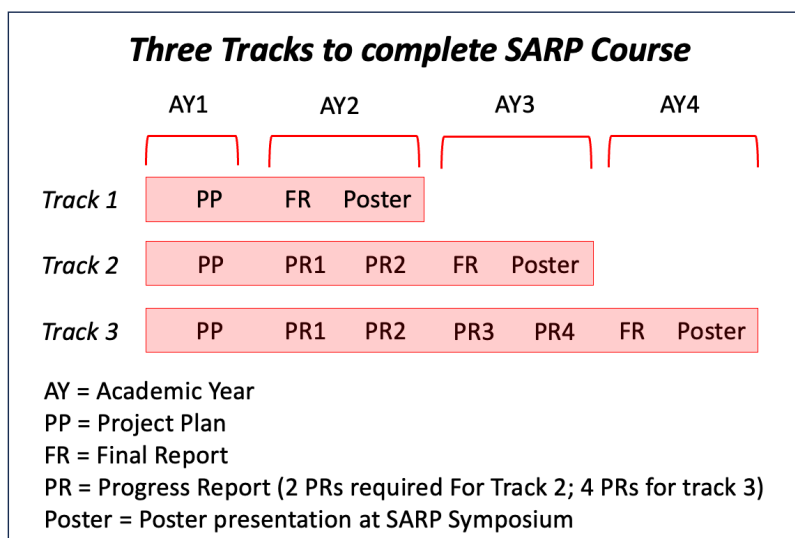 Three Tracks to complete SARP Course
AY1 AY2 AY3 AY4
Track 1 PP FR Poster
Track 2 PP PR1 PR2 FR Poster
Track 3 PP PR1 PR2 PR3 PR4 FR Poster
AY = Academic Year
PP = Project Plan
FR = Final Report
PR = Progress Report (2 PRs required For Track 2; 4 PRs for track 3)
Poster = Poster presentation at SARP Symposium